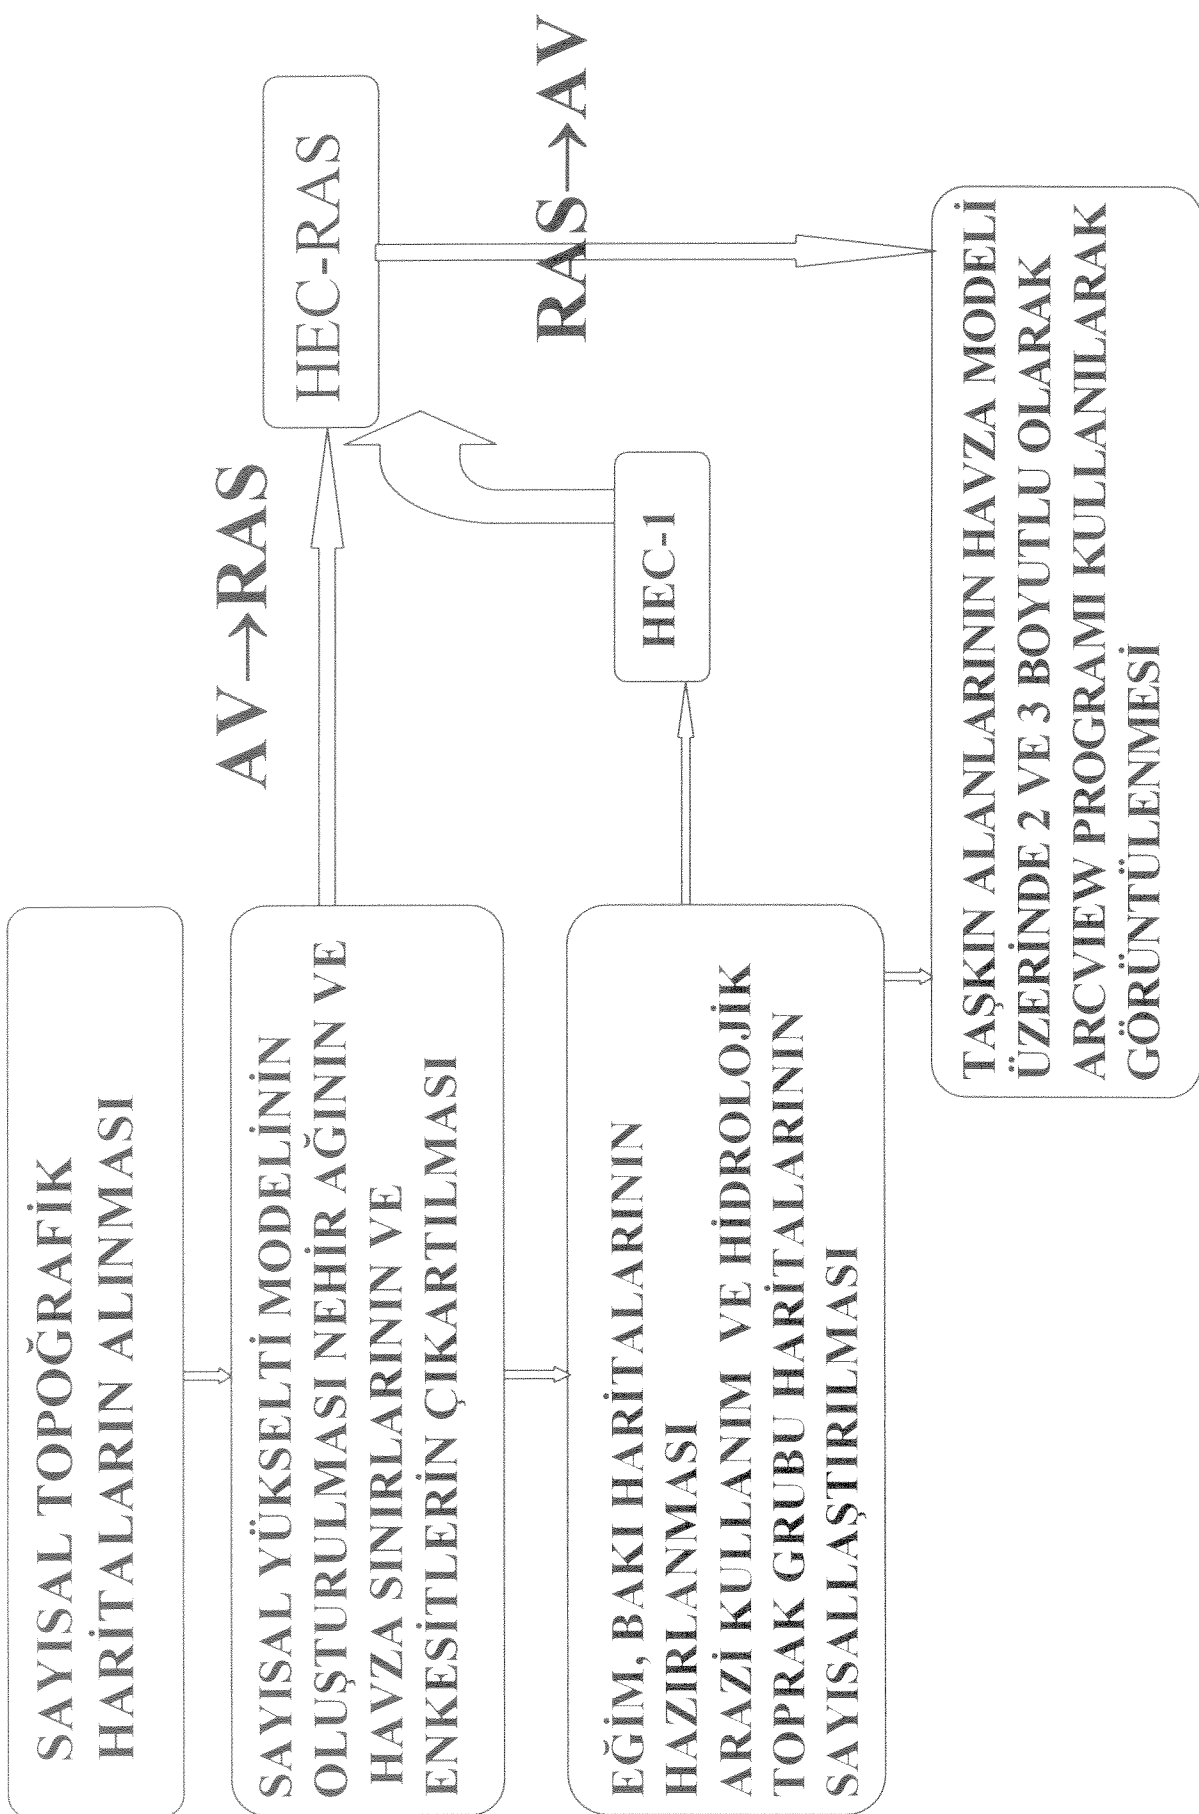 SAYISAL TOPOĞRAFİK
HARİTALARIN ALINMASI
SAYISAL YÜKSELTİ MODELİNİN
OLUŞTURULMASI NEHİR AĞININ VE
HAVZA SINIRLARININ VE
ENKESİTLERİN ÇIKARTILMASI
AV→RAS
HEC-RAS
EĞİM, BAKI HARİTALARININ
HAZIRLANMASI
ARAZİ KULLANIM VE HİDROLOJİK
TOPRAK GRUBU HARİTALARININ
SAYISALLAŞTIRILMASI
HEC-1
RAS→AV
TAŞKIN ALANLARININ HAVZA MODELİ
ÜZERİNDE 2 VE 3 BOYUTLU OLARAK
ARCVIEW PROGRAMI KULLANILARAK
GÖRÜNTÜLENMESİ